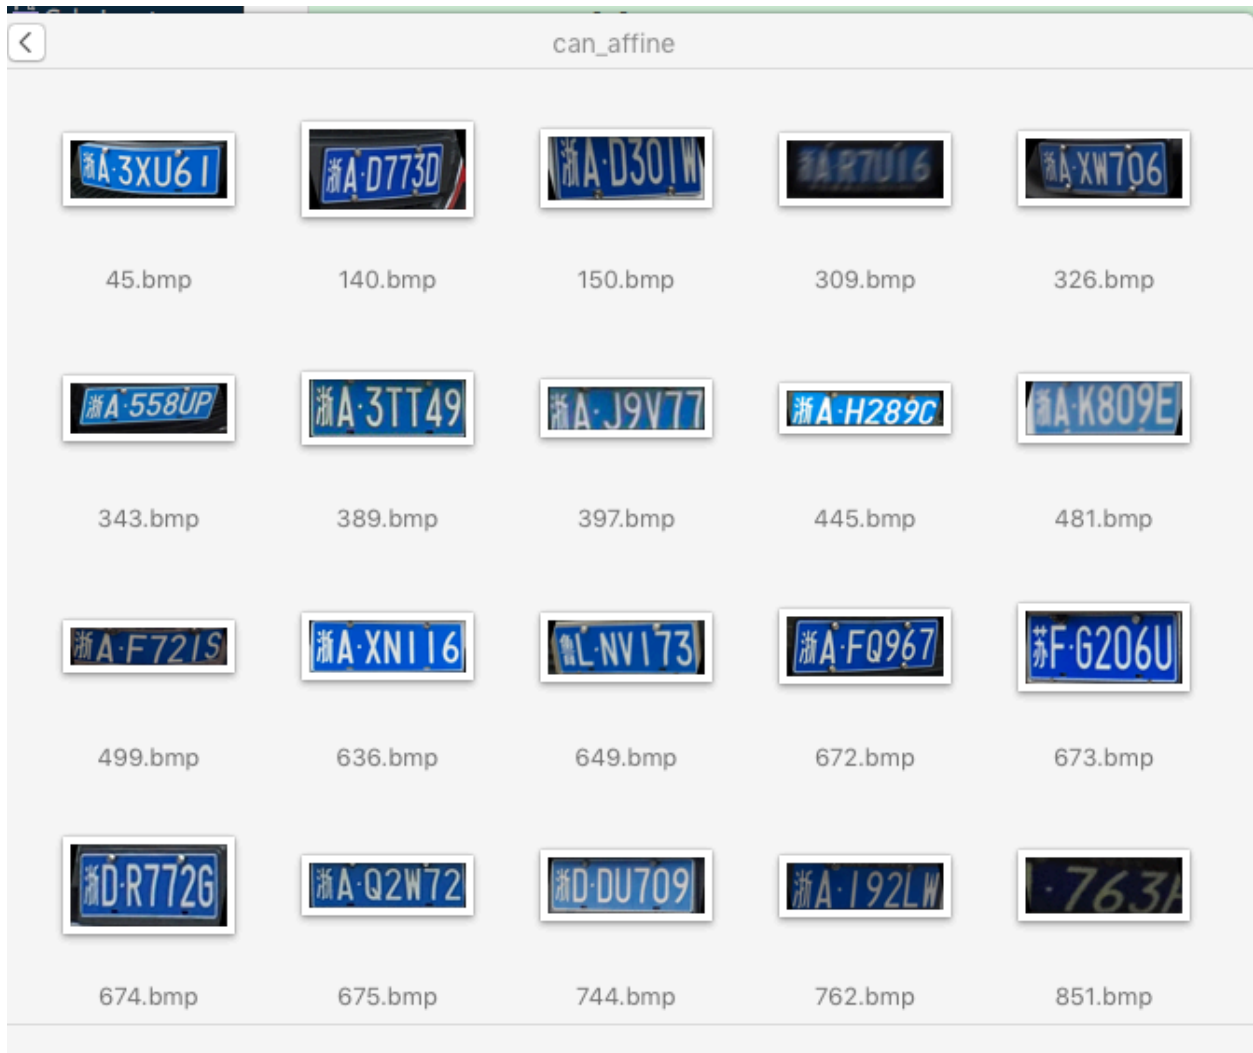 can_affine
浙A·3XU61
浙A·D773D
浙A·D301W
浙A·R7U16
浙A·XW706
45.bmp
140.bmp
150.bmp
309.bmp
326.bmp
浙A·558UP
浙A·3TT49
浙A·J9V77
浙A·H289C
浙A·K809E
343.bmp
389.bmp
397.bmp
445.bmp
481.bmp
浙A·F721S
浙A·XN116
鲁L·NV173
浙A·FQ967
苏F·G206U
499.bmp
636.bmp
649.bmp
672.bmp
673.bmp
浙D·R772G
浙A·Q2W72
浙D·DU709
浙A·192LW
·763
674.bmp
675.bmp
744.bmp
762.bmp
851.bmp